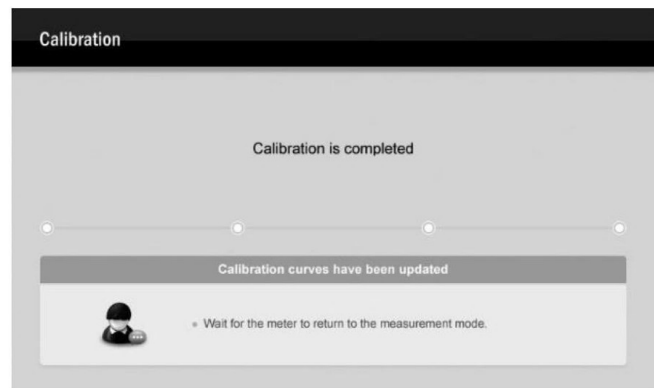 Calibration
Calibration is completed
Calibration curves have been updated
Wait for the meter to return to the measurement mode.